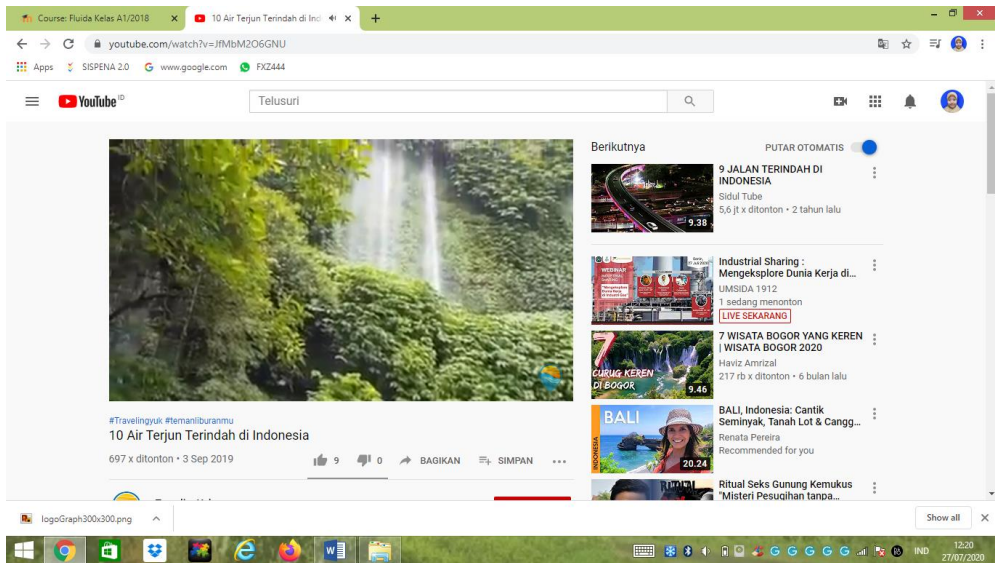 Course: Fluida Kelas A1/2018
10 Air Terjun Terindah di Ind
youtube.com/watch?v=JfMbM2O6GNU
Apps
SISPENA 2.0
www.google.com
FXZ444
YouTube ID
Telusuri
Berikutnya
PUTAR OTOMATIS
9 JALAN TERINDAH DI
INDONESIA
Sidul Tube
5,6 jt x ditonton • 2 tahun lalu
9.38
Industrial Sharing :
Mengeksplore Dunia Kerja di...
UMSIDA 1912
1 sedang menonton
LIVE SEKARANG
WEBINAR
7 WISATA BOGOR YANG KEREN
| WISATA BOGOR 2020
Haviz Amrizal
217 rb x ditonton • 6 bulan lalu
7
CURUG KEREN
DI BOGOR
9.46
BALI, Indonesia: Cantik
Seminyak, Tanah Lot & Cangg...
Renata Pereira
Recommended for you
BALI
INDONESIA
20.24
Ritual Seks Gunung Kemukus
"Misteri Pesugihan tanpa...
#Travelingyuk #temanliburanmu
10 Air Terjun Terindah di Indonesia
697 x ditonton • 3 Sep 2019
9
0
BAGIKAN
SIMPAN
logoGraph300x300.png
Show all
IND
12:20
27/07/2020